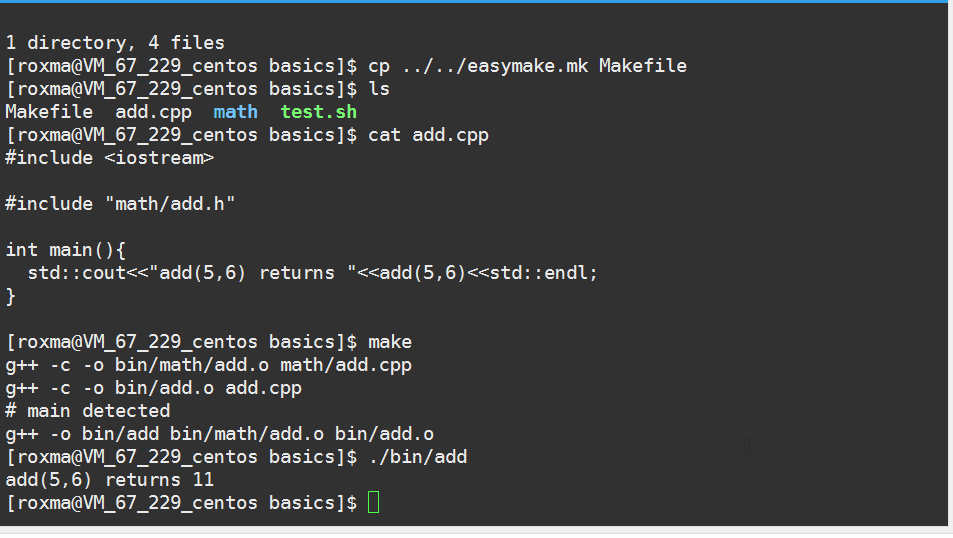 1 directory, 4 files
[roxma@VM_67_229_centos basics]$ cp ../../easymake.mk Makefile
[roxma@VM_67_229_centos basics]$ ls
Makefile  add.cpp  math  test.sh
[roxma@VM_67_229_centos basics]$ cat add.cpp
#include <iostream>

#include "math/add.h"

int main(){
  std::cout<<"add(5,6) returns "<<add(5,6)<<std::endl;
}

[roxma@VM_67_229_centos basics]$ make
g++ -c -o bin/math/add.o math/add.cpp
g++ -c -o bin/add.o add.cpp
# main detected
g++ -o bin/add bin/math/add.o bin/add.o
[roxma@VM_67_229_centos basics]$ ./bin/add
add(5,6) returns 11
[roxma@VM_67_229_centos basics]$